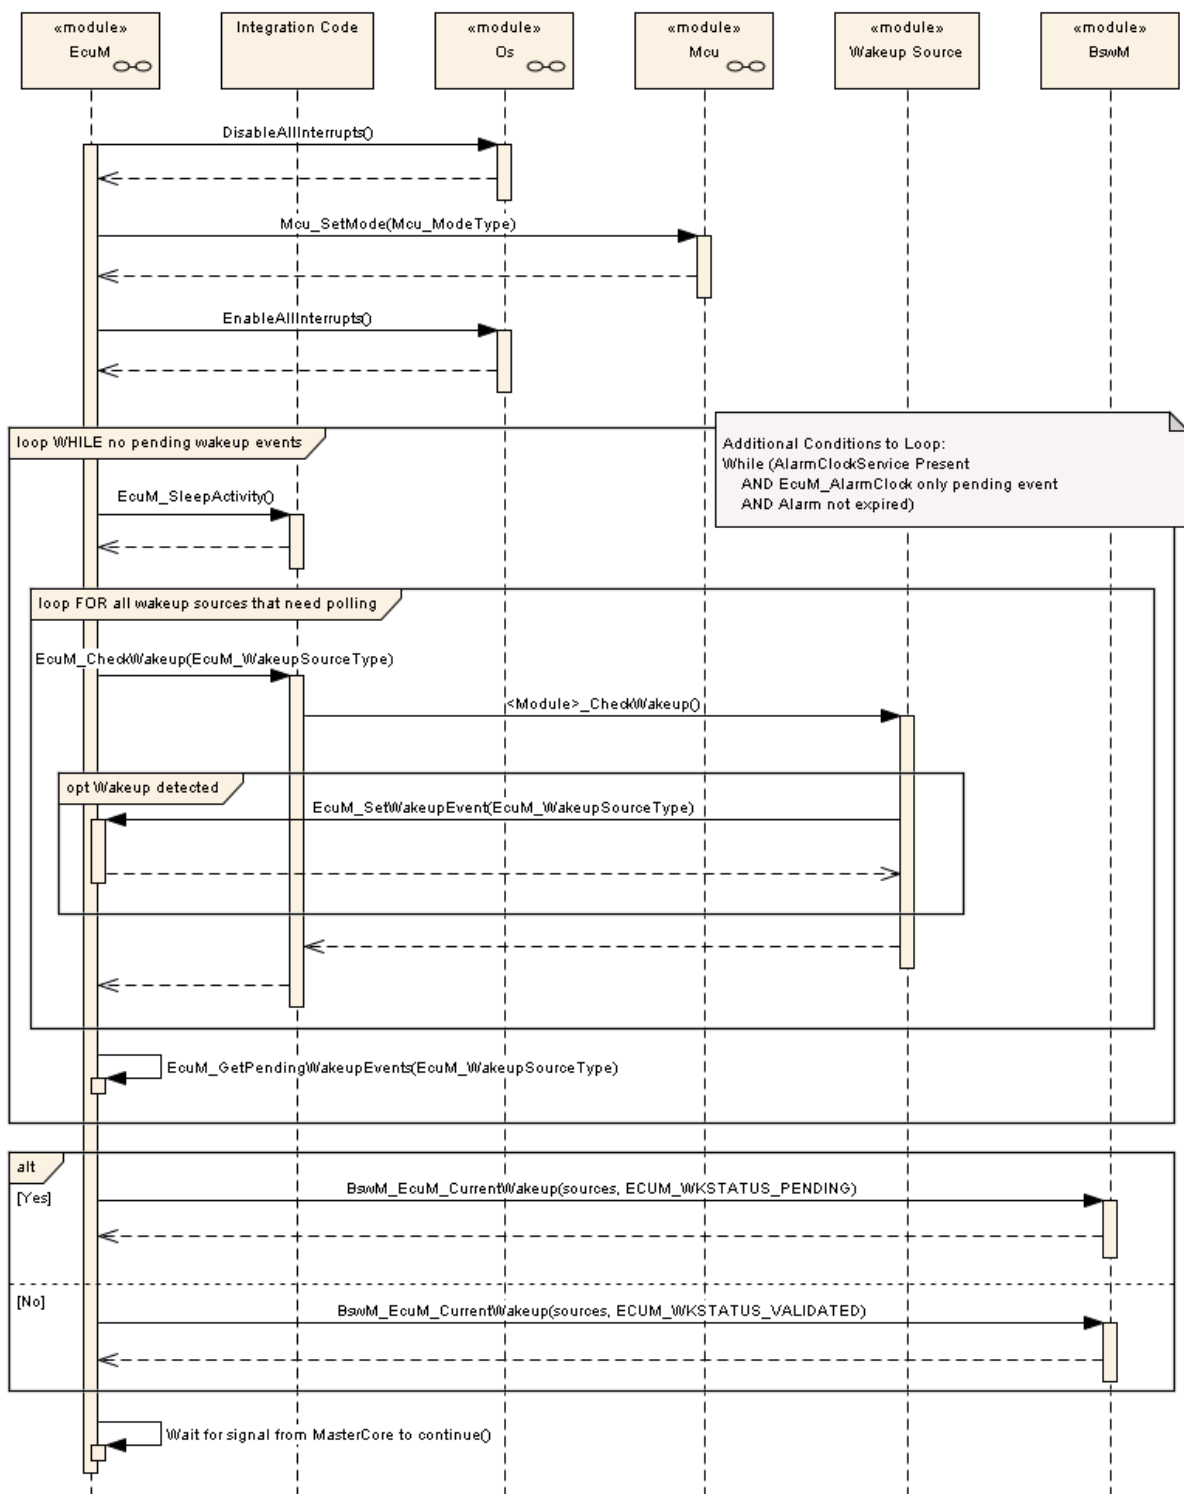 «module»
EcuM
Integration Code
«module»
Os
«module»
Mcu
«module»
Wakeup Source
«module»
BswM
DisableAllInterrupts()
Mcu_SetMode(Mcu_ModeType)
EnableAllInterrupts()
loop WHILE no pending wakeup events
Additional Conditions to Loop:
While (AlarmClockService Present
AND EcuM_AlarmClock only pending event
AND Alarm not expired)
EcuM_SleepActivity()
loop FOR all wakeup sources that need polling
EcuM_CheckWakeup(EcuM_WakeupSourceType)
<Module>_CheckWakeup()
opt Wakeup detected
EcuM_SetWakeupEvent(EcuM_WakeupSourceType)
EcuM_GetPendingWakeupEvents(EcuM_WakeupSourceType)
alt
[Yes]
BswM_EcuM_CurrentWakeup(sources, ECUM_WKSTATUS_PENDING)
[No]
BswM_EcuM_CurrentWakeup(sources, ECUM_WKSTATUS_VALIDATED)
Wait for signal from MasterCore to continue()